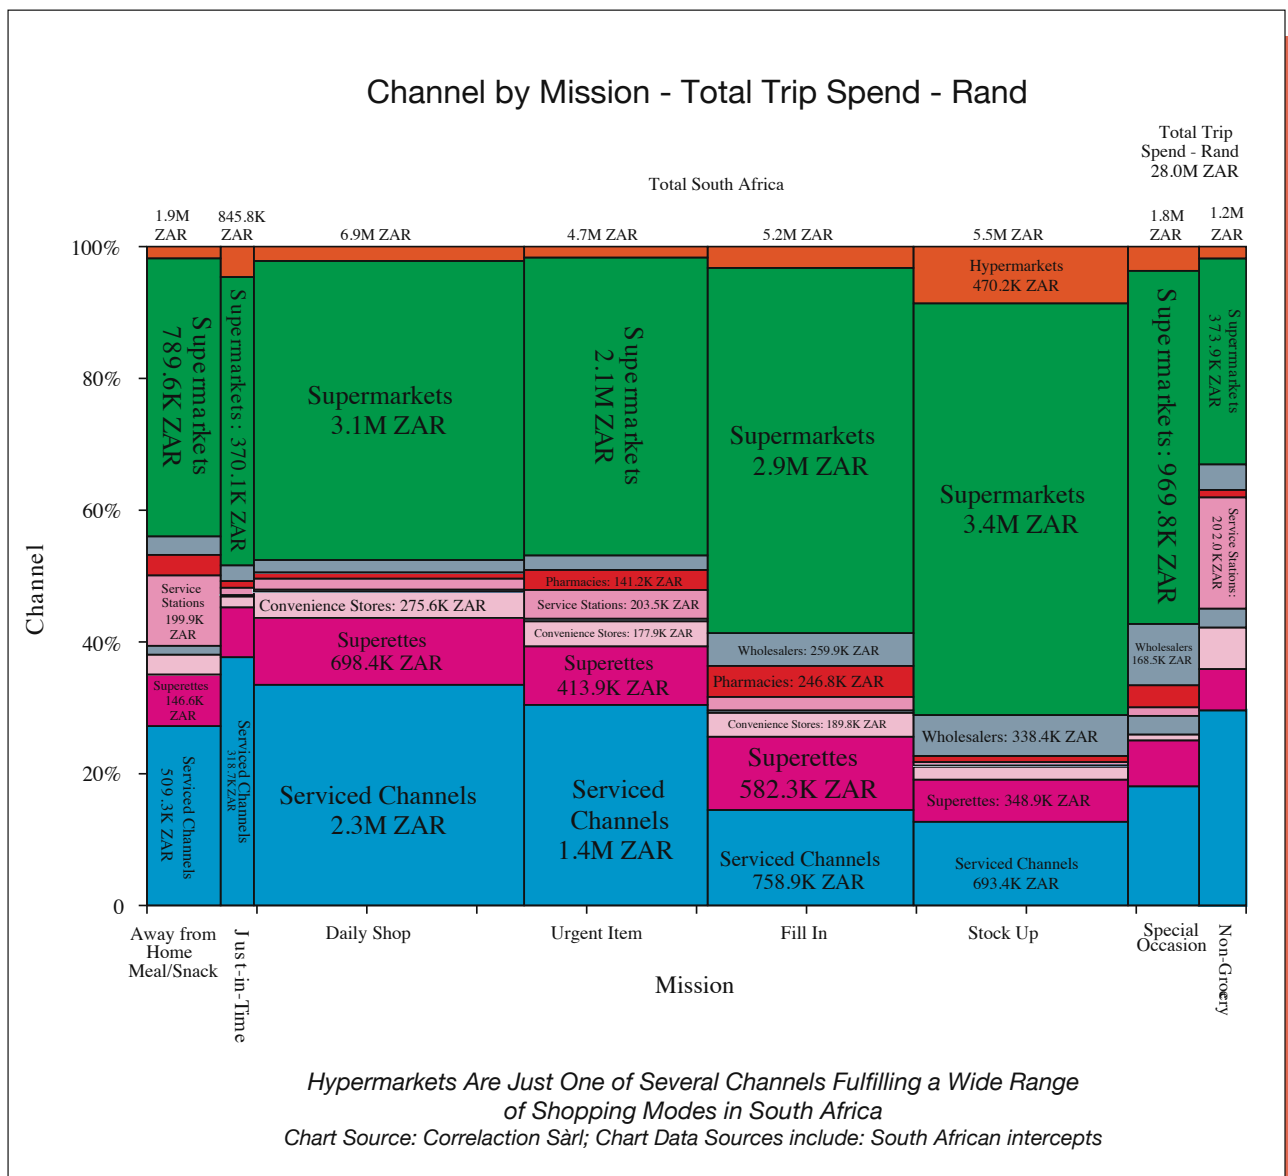 Channel by Mission - Total Trip Spend - Rand
Total Trip
Spend - Rand
28.0M ZAR
Total South Africa
1.9M
ZAR
845.8K
ZAR
6.9M ZAR
4.7M ZAR
5.2M ZAR
5.5M ZAR
1.8M
ZAR
1.2M
ZAR
100%
80%
60%
40%
20%
0
Channel
Supermarkets
789.6K ZAR
Service
Stations
199.9K
ZAR
Superettes
146.6K
ZAR
Serviced Channels
509.3K ZAR
Supermarkets: 370.1K ZAR
Serviced Channels
318.7K ZAR
Supermarkets
3.1M ZAR
Convenience Stores: 275.6K ZAR
Superettes
698.4K ZAR
Serviced Channels
2.3M ZAR
Supermarkets
2.1M ZAR
Pharmacies: 141.2K ZAR
Service Stations: 203.5K ZAR
Convenience Stores: 177.9K ZAR
Superettes
413.9K ZAR
Serviced
Channels
1.4M ZAR
Supermarkets
2.9M ZAR
Wholesalers: 259.9K ZAR
Pharmacies: 246.8K ZAR
Convenience Stores: 189.8K ZAR
Superettes
582.3K ZAR
Serviced Channels
758.9K ZAR
Hypermarkets
470.2K ZAR
Supermarkets
3.4M ZAR
Wholesalers: 338.4K ZAR
Superettes: 348.9K ZAR
Serviced Channels
693.4K ZAR
Supermarkets: 969.8K ZAR
Wholesalers
168.5K ZAR
Supermarkets
373.9K ZAR
Service Stations:
202.0K ZAR
Away from
Home
Meal/Snack
Just-in-Time
Daily Shop
Urgent Item
Fill In
Stock Up
Special
Occasion
Non-Grocery
Mission
Hypermarkets Are Just One of Several Channels Fulfilling a Wide Range
of Shopping Modes in South Africa
Chart Source: Correlaction Sàrl; Chart Data Sources include: South African intercepts